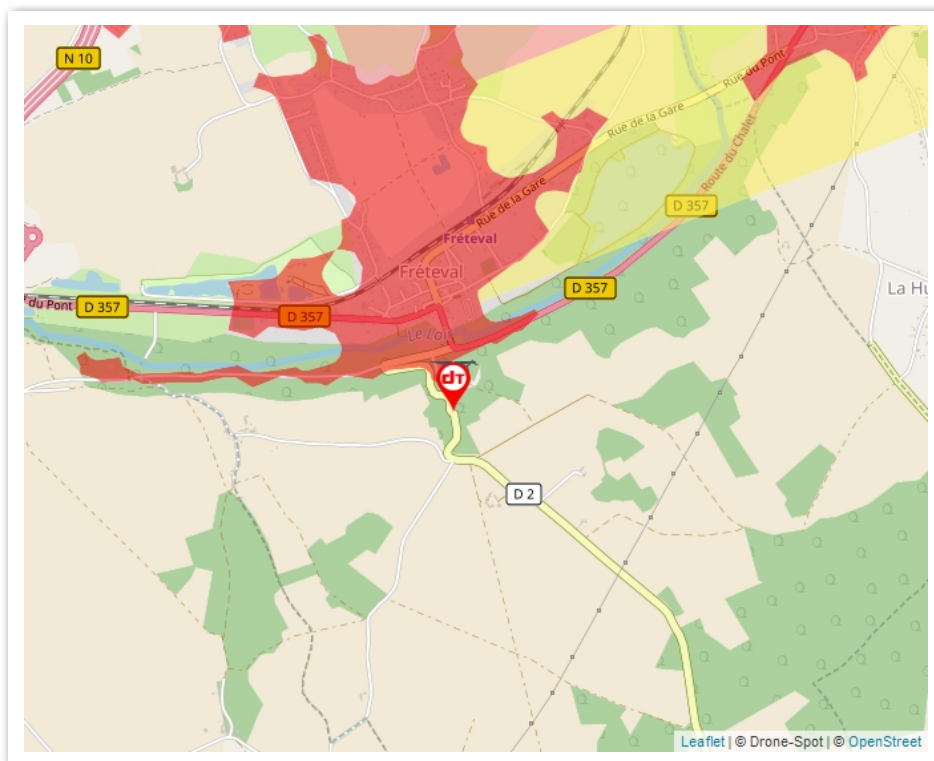 N 10
Rue du Pont
Rue de la Gare
Route du Chalet
Rue de la Gare
D 357
Fréteval
Fréteval
La Hu
D 357
du Pont
D 357
D 357
Le Loir
dT
D 2
Leaflet | © Drone-Spot | © OpenStreet